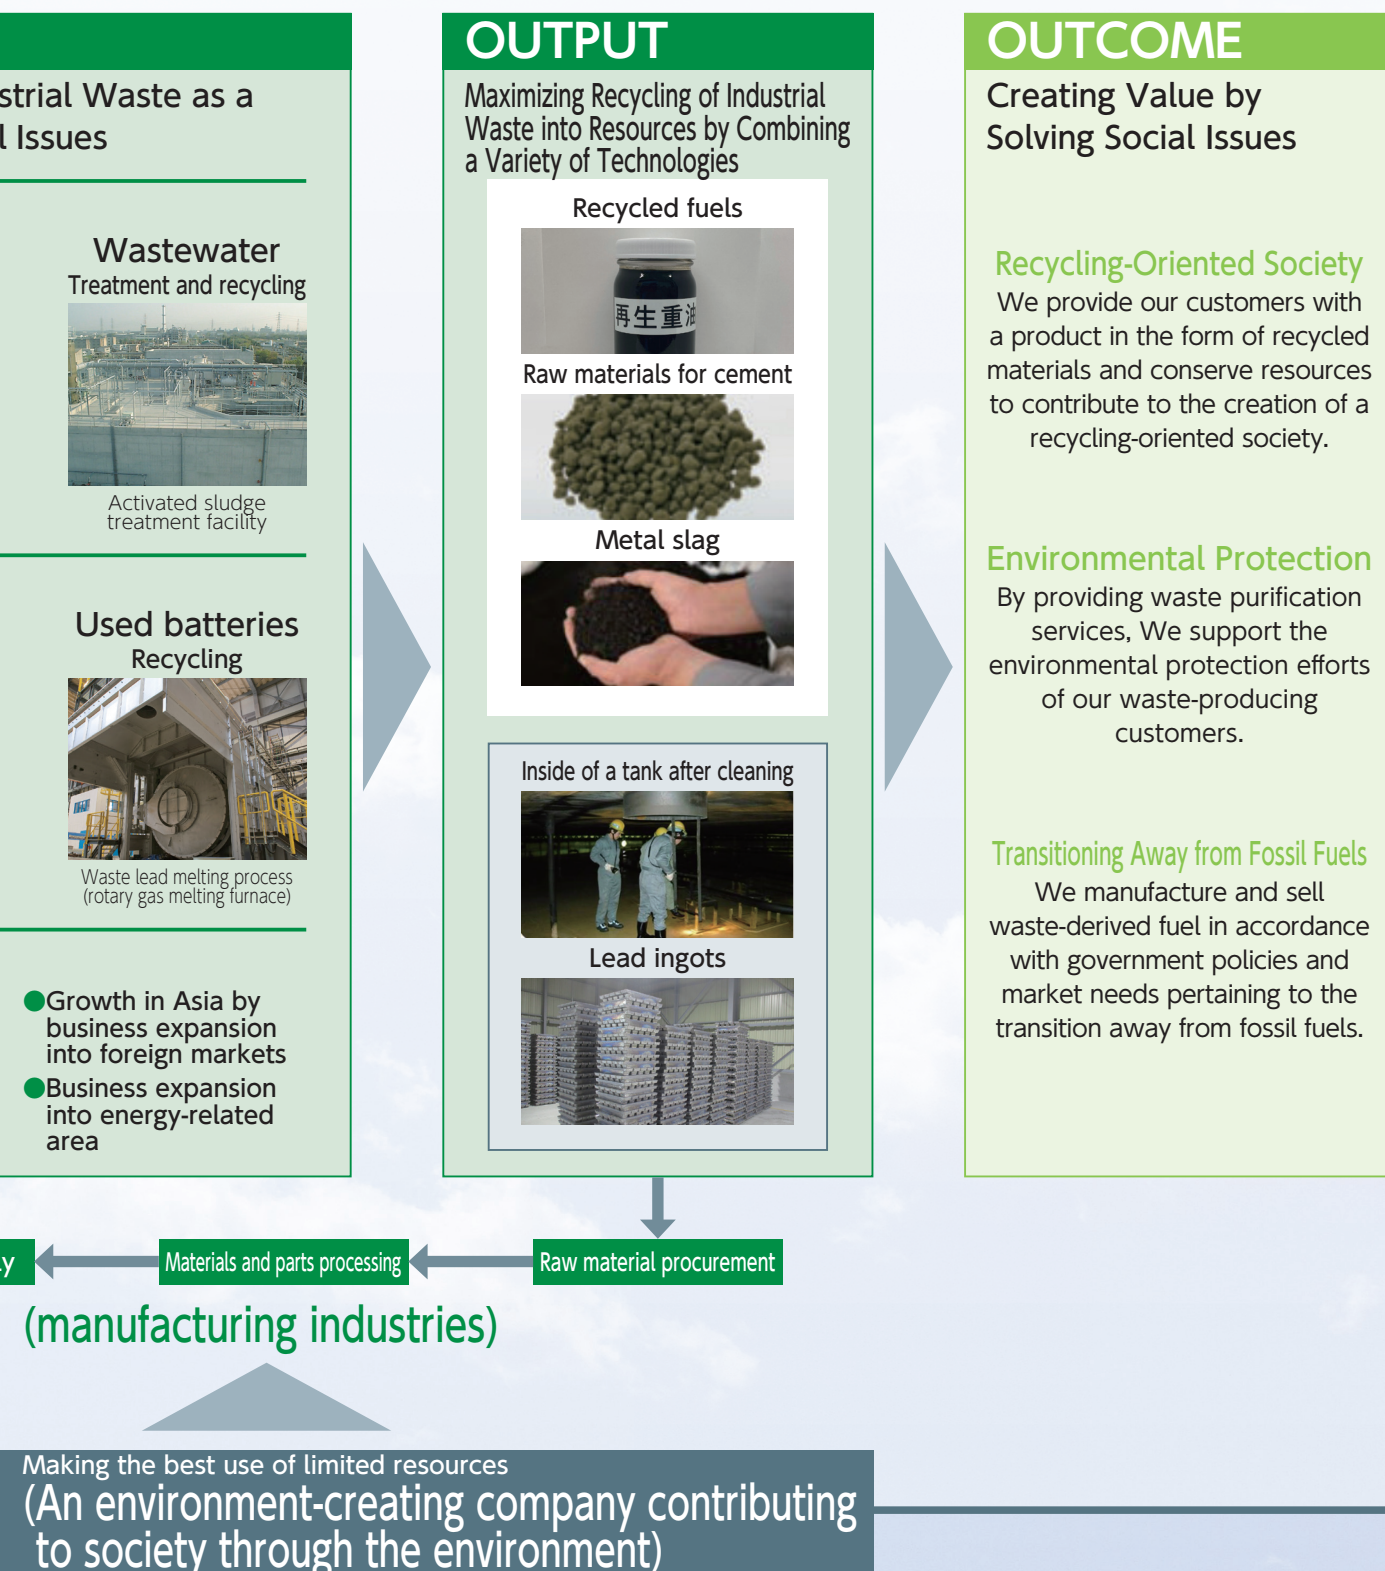 strial Waste as a
l Issues
Wastewater
Treatment and recycling
Activated sludge
treatment facility
Used batteries
Recycling
Waste lead melting process
(rotary gas melting furnace)
●Growth in Asia by
business expansion
into foreign markets
●Business expansion
into energy-related
area
OUTPUT
Maximizing Recycling of Industrial
Waste into Resources by Combining
a Variety of Technologies
Recycled fuels
再生重油
Raw materials for cement
Metal slag
Inside of a tank after cleaning
Lead ingots
OUTCOME
Creating Value by
Solving Social Issues
Recycling-Oriented Society
We provide our customers with
a product in the form of recycled
materials and conserve resources
to contribute to the creation of a
recycling-oriented society.
Environmental Protection
By providing waste purification
services, We support the
environmental protection efforts
of our waste-producing
customers.
Transitioning Away from Fossil Fuels
We manufacture and sell
waste-derived fuel in accordance
with government policies and
market needs pertaining to the
transition away from fossil fuels.
y
Materials and parts processing
Raw material procurement
(manufacturing industries)
Making the best use of limited resources
(An environment-creating company contributing
to society through the environment)